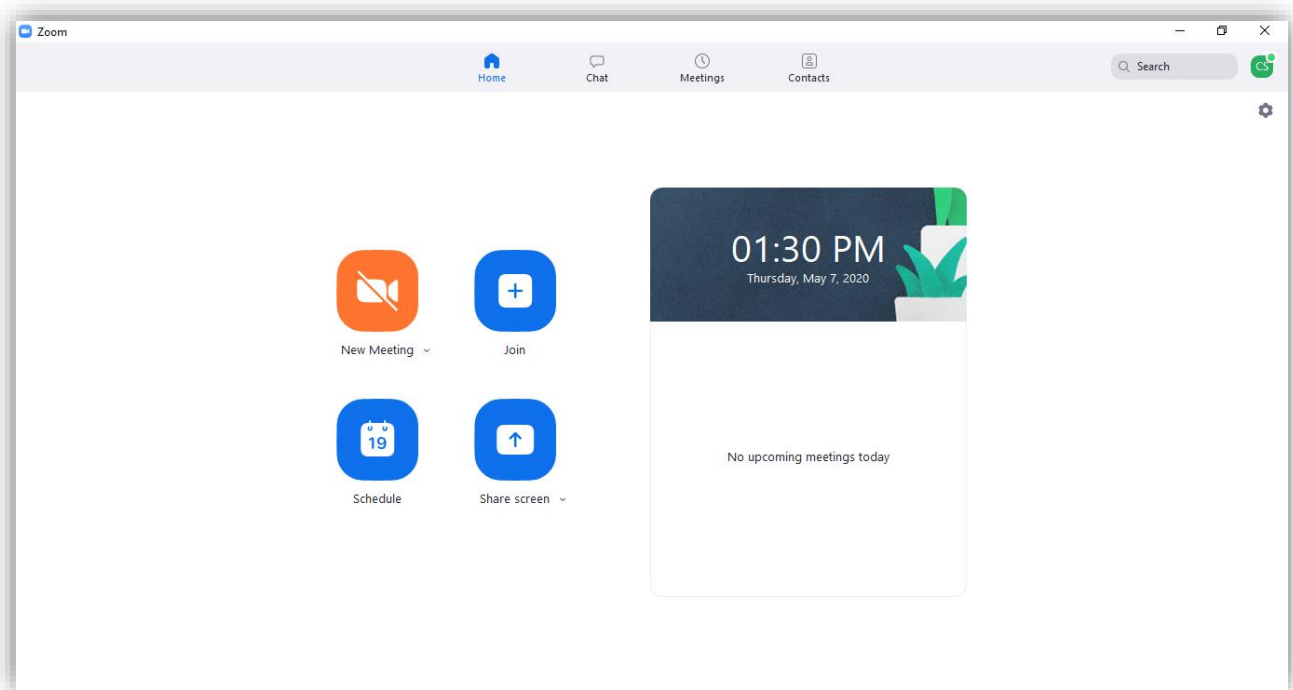 Zoom
Home
Chat
Meetings
Contacts
Search
CS
01:30 PM
Thursday, May 7, 2020
New Meeting
Join
19
Schedule
Share screen
No upcoming meetings today